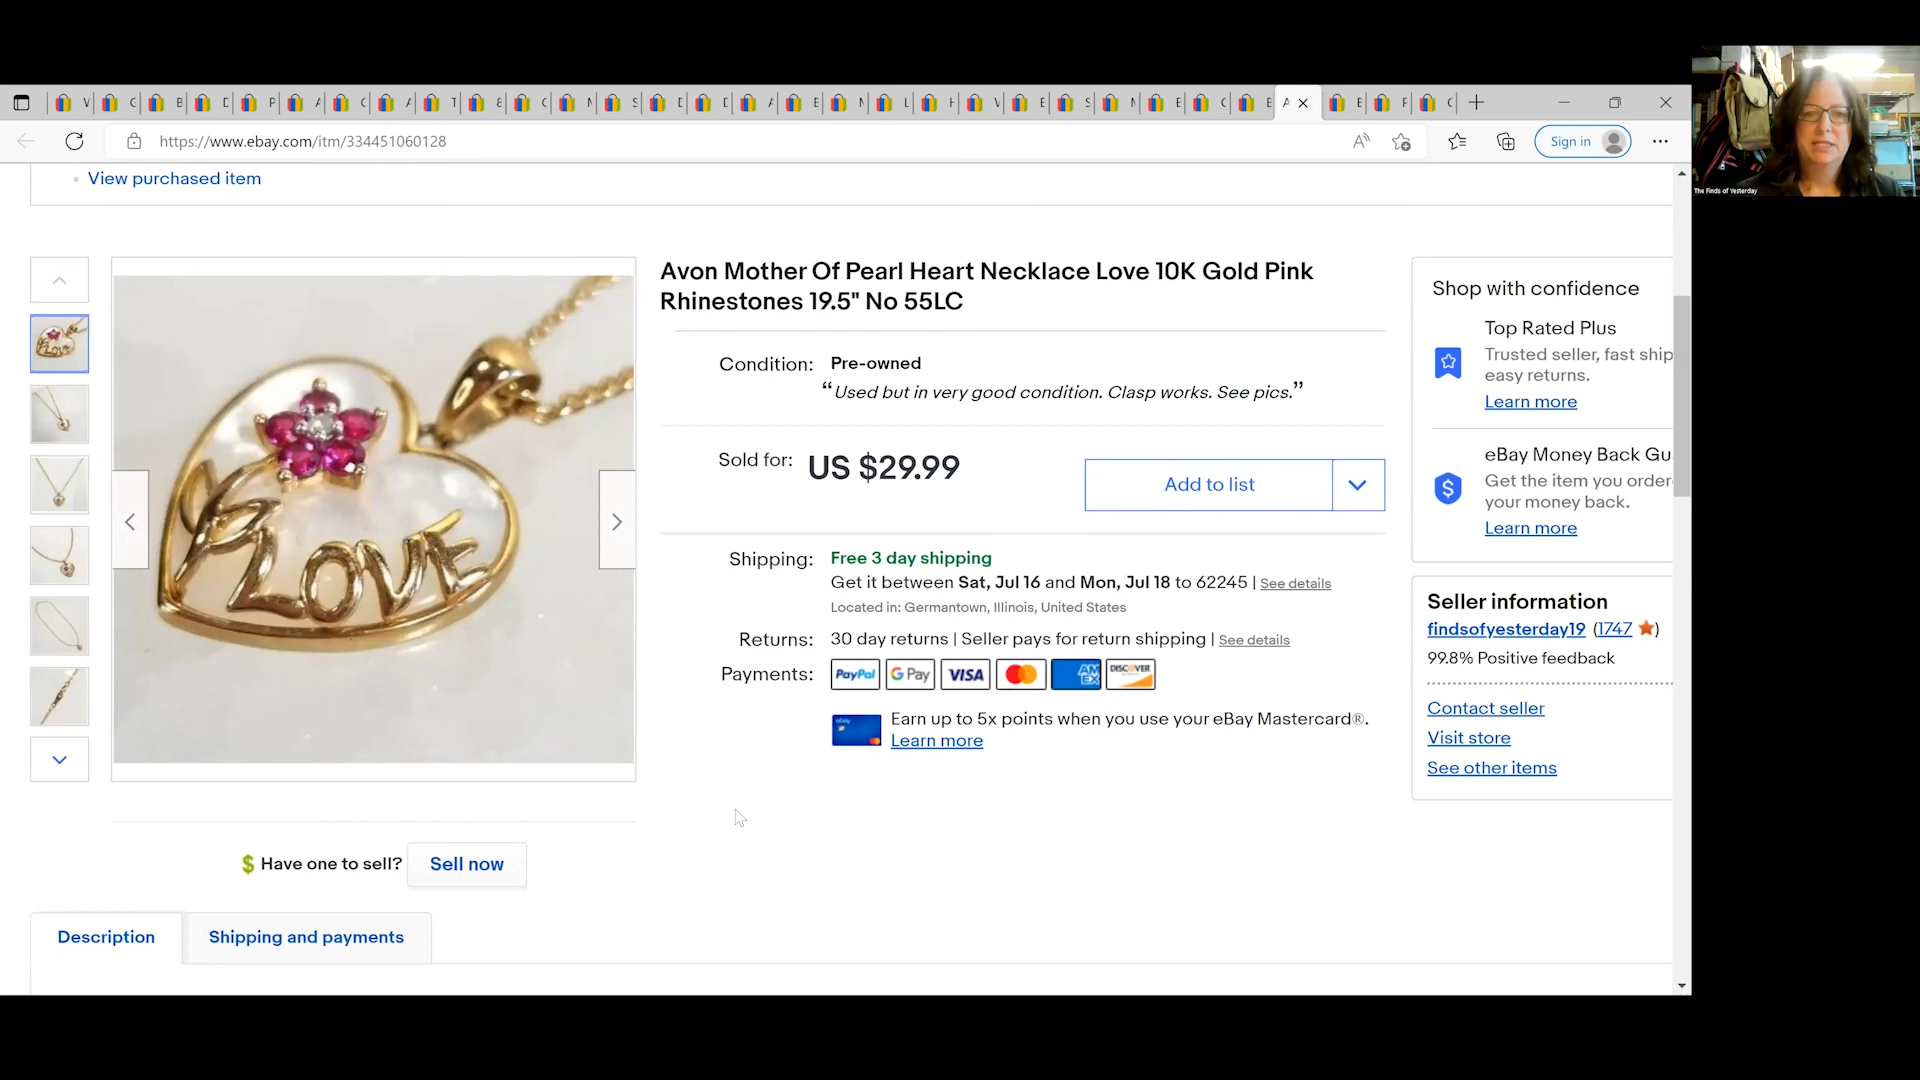 https://www.ebay.com/itm/334451060128
Sign in
The Finds of Yesterday
View purchased item
Avon Mother Of Pearl Heart Necklace Love 10K Gold Pink
Rhinestones 19.5" No 55LC
Condition: Pre-owned
“Used but in very good condition. Clasp works. See pics.”
Sold for: US $29.99
Add to list
Shipping: Free 3 day shipping
Get it between Sat, Jul 16 and Mon, Jul 18 to 62245 | See details
Located in: Germantown, Illinois, United States
Returns: 30 day returns | Seller pays for return shipping | See details
Payments: PayPal G Pay VISA AM EX DISCOVER
ebay
Earn up to 5x points when you use your eBay Mastercard®.
Learn more
LOVE
Have one to sell? Sell now
Description
Shipping and payments
Shop with confidence
Top Rated Plus
Trusted seller, fast ship
easy returns.
Learn more
eBay Money Back Gu
Get the item you order
your money back.
Learn more
Seller information
findsofyesterday19 (1747)
99.8% Positive feedback
Contact seller
Visit store
See other items